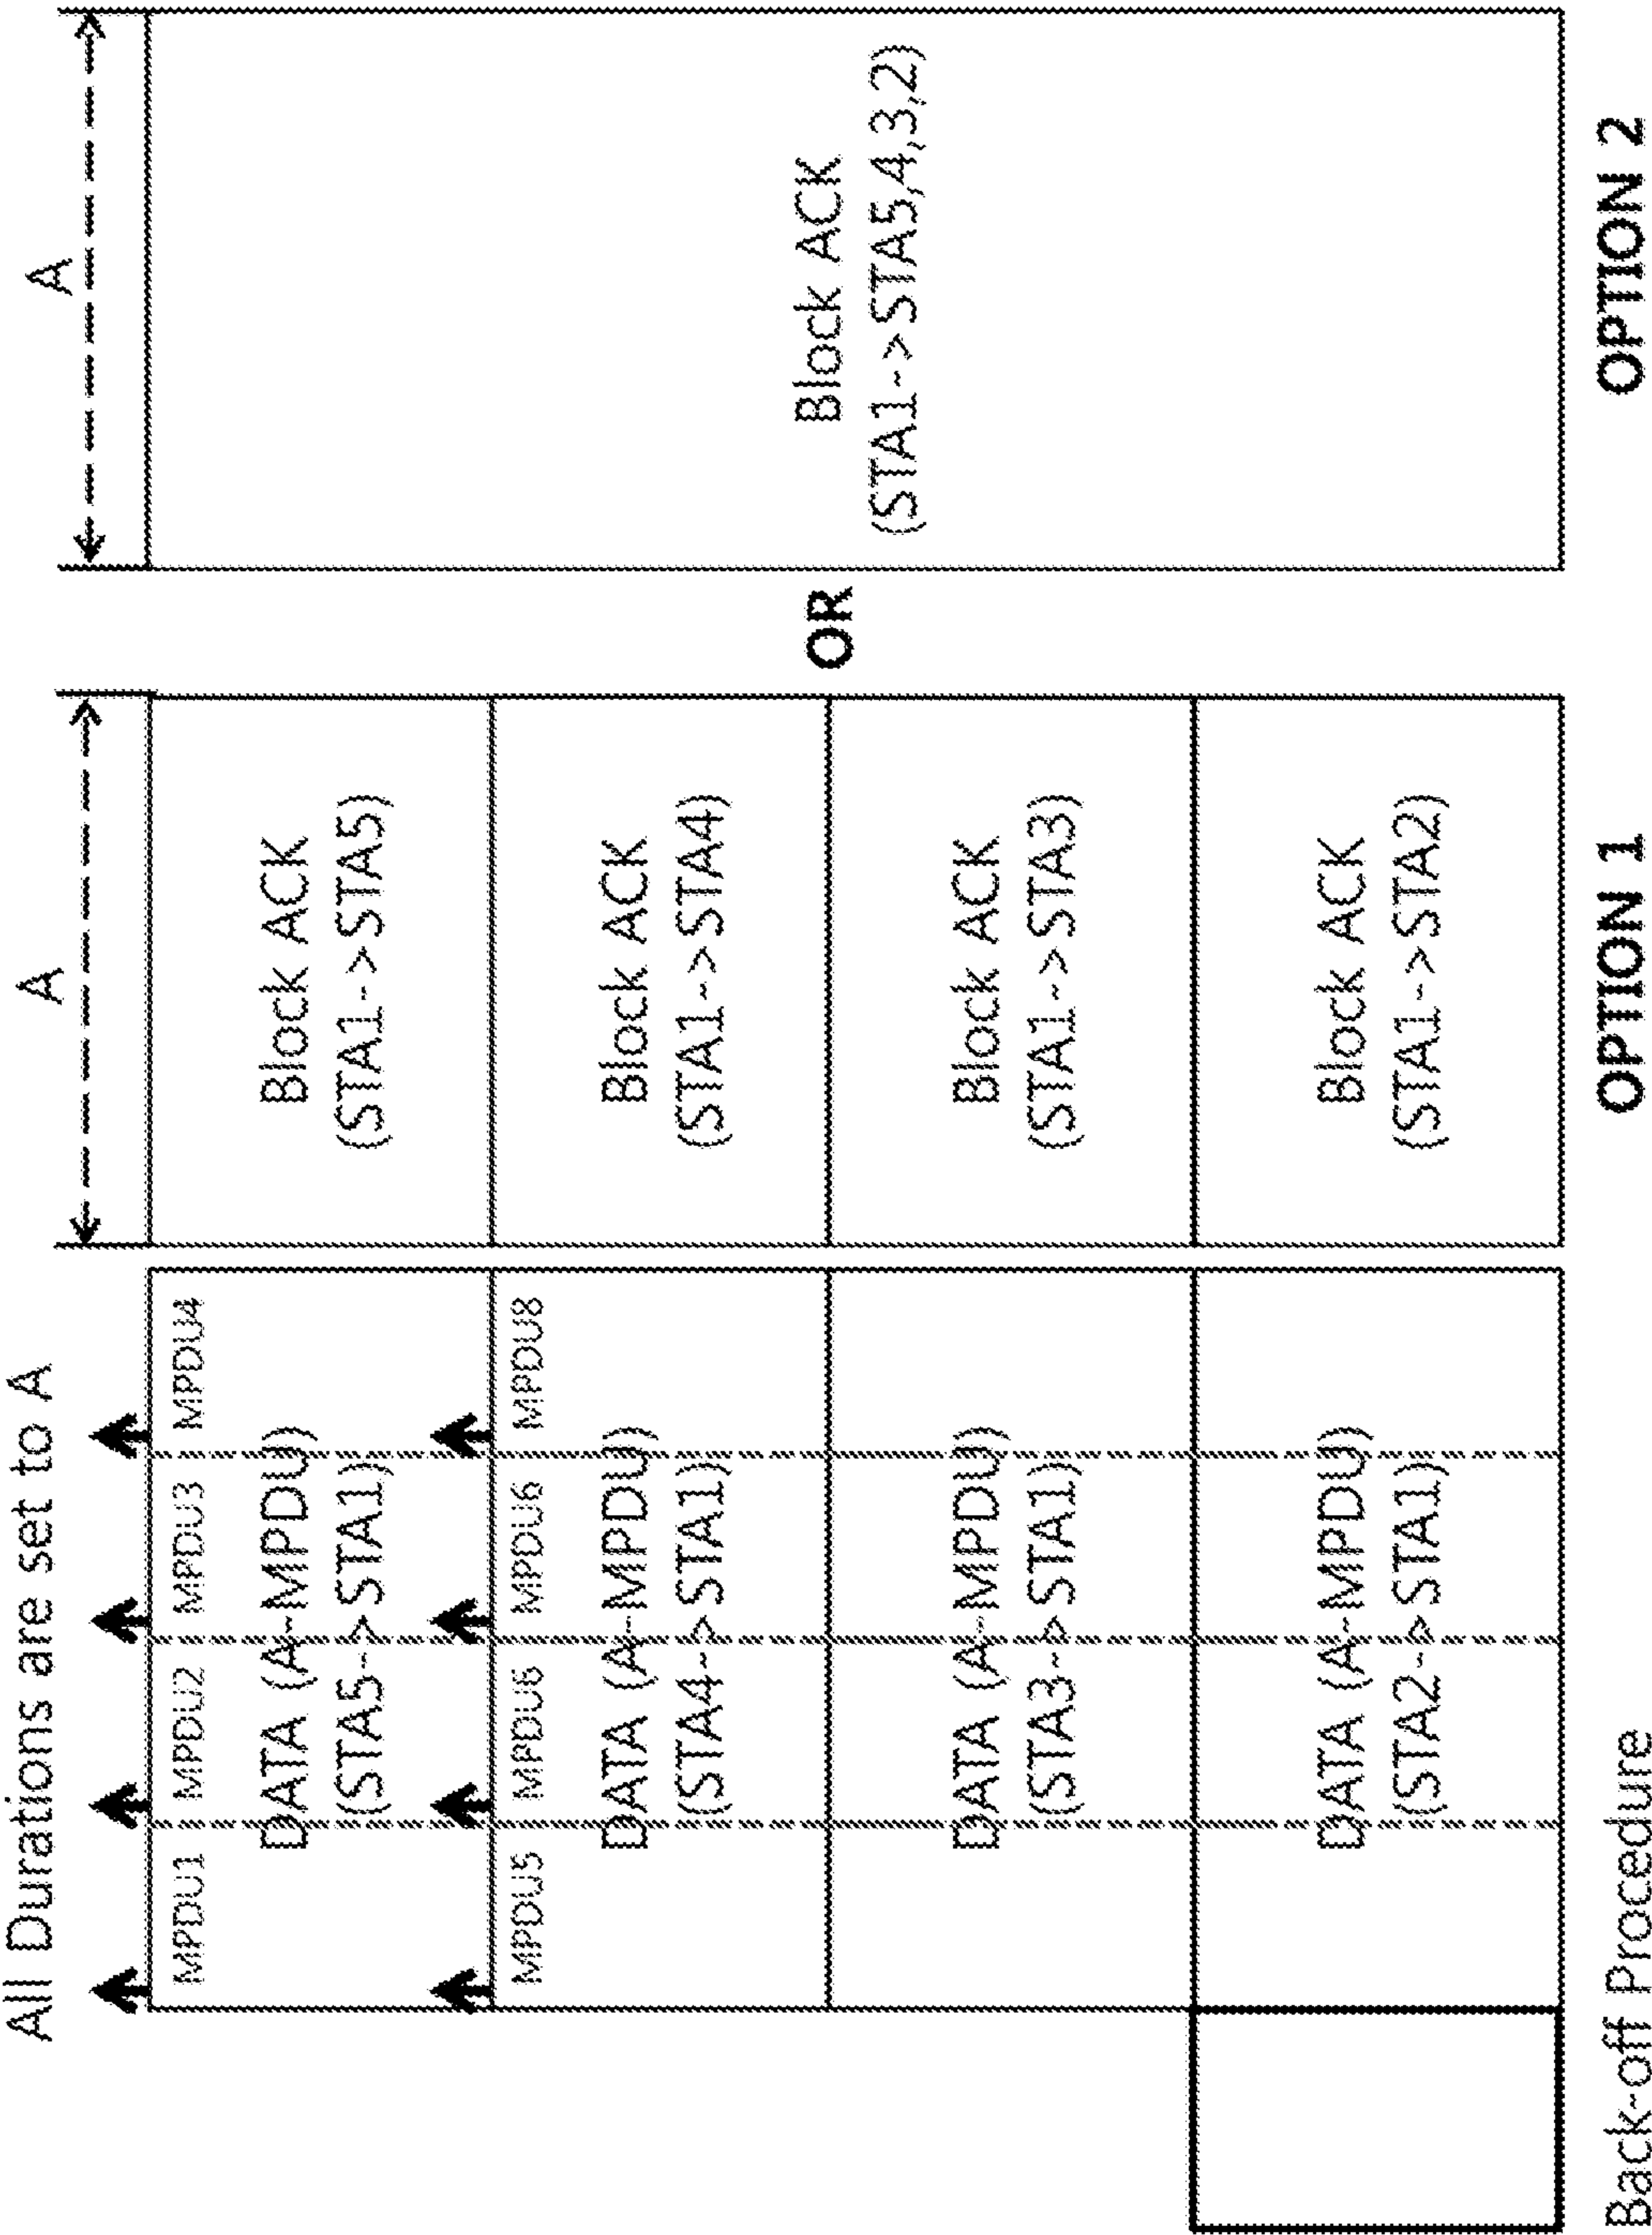 All Durations are set to A
A
A
MPDU1
MPDU2
MPDU3
MPDU4
DATA (A-MPDU)
(STA5->STA1)
Block ACK
(STA1->STA5)
MPDU5
MPDU6
MPDU6
MPDU8
DATA (A-MPDU)
(STA4->STA1)
Block ACK
(STA1->STA4)
OR
Block ACK
(STA1->STA5,4,3,2)
DATA (A-MPDU)
(STA3->STA1)
Block ACK
(STA1->STA3)
DATA (A-MPDU)
(STA2->STA1)
Block ACK
(STA1->STA2)
Back-off Procedure
OPTION 1
OPTION 2